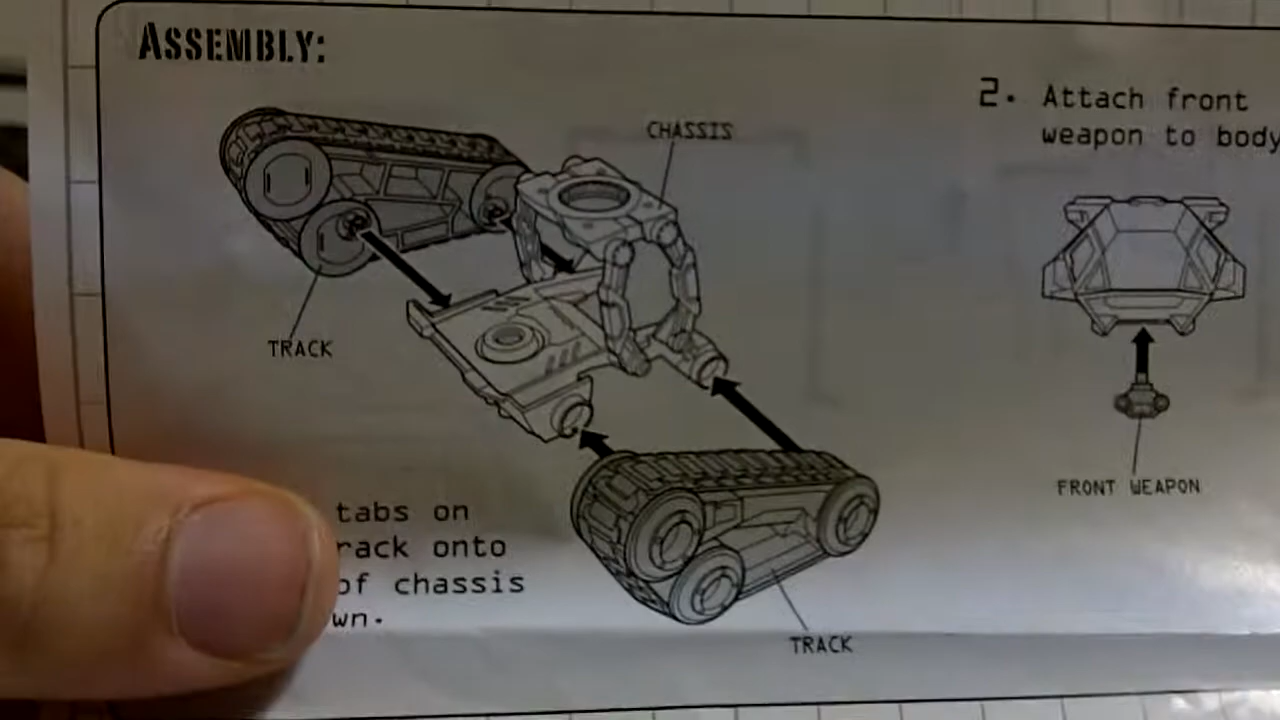 ASSEMBLY:
CHASSIS
TRACK
tabs on
rack onto
of chassis
wn.
TRACK
2. Attach front
weapon to body
FRONT WEAPON